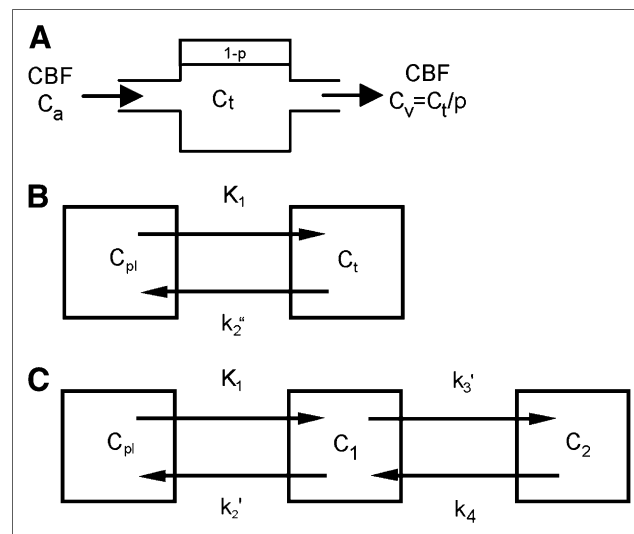 A
1-p
CBF
Cₐ
Cₜ
CBF
Cᵥ=Cₜ/p
B
K₁
Cₚₗ
Cₜ
k₂“
C
K₁
k₃'
Cₚₗ
C₁
C₂
k₂'
k₄